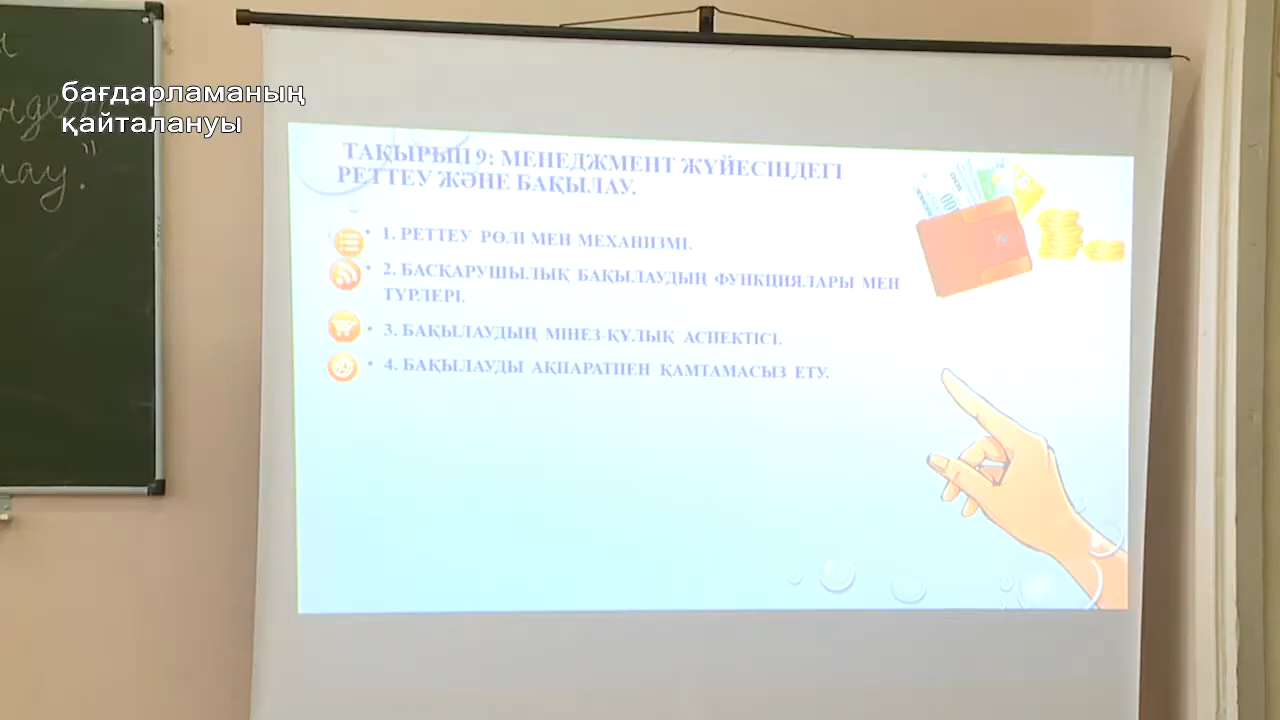 бағдарламаның
қайталануы
лау."
ТАҚЫРЫП 9: МЕНЕДЖМЕНТ ЖҮЙЕСІНДЕГІ
РЕТТЕУ ЖӘНЕ БАҚЫЛАУ.
• 1. РЕТТЕУ РӨЛІ МЕН МЕХАНИЗМІ.
• 2. БАСҚАРУШЫЛЫҚ БАҚЫЛАУДЫҢ ФУНКЦИЯЛАРЫ МЕН
ТҮРЛЕРІ.
• 3. БАҚЫЛАУДЫҢ МІНЕЗ-ҚҰЛЫҚ АСПЕКТІСІ.
• 4. БАҚЫЛАУДЫ АҚПАРАТПЕН ҚАМТАМАСЫЗ ЕТУ.